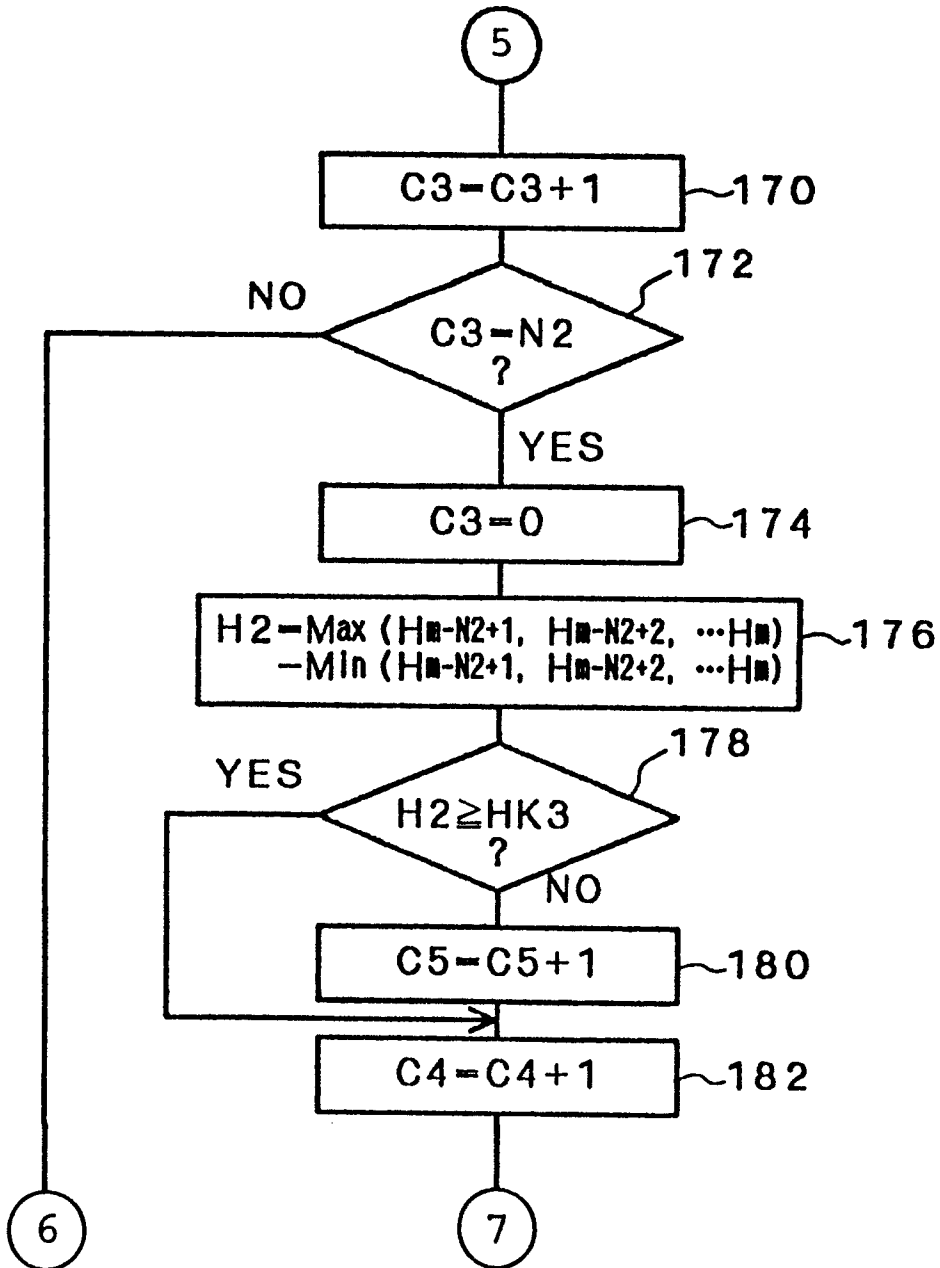 5
C3=C3+1
170
172
NO
C3=N2
?
YES
C3=0
174
H2=Max (Hm-N2+1, Hm-N2+2, …Hm)
-Min (Hm-N2+1, Hm-N2+2, …Hm)
176
178
YES
H2≧HK3
?
NO
C5=C5+1
180
C4=C4+1
182
6
7